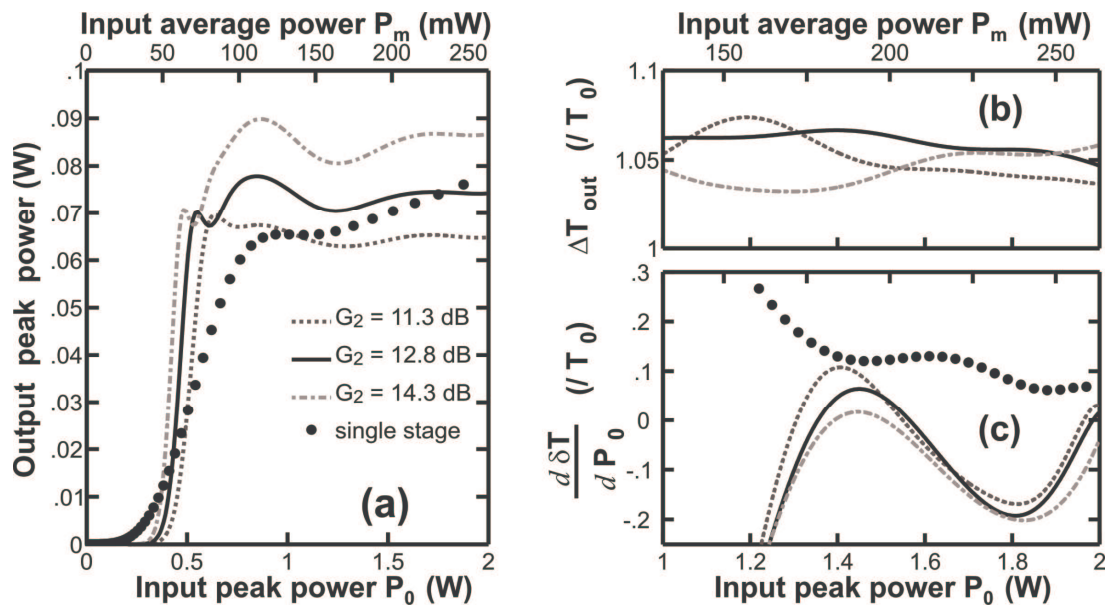 Input average power Pm (mW)
0 50 100 150 200 250
.1
.09
.08
.07
.06
.05
.04
.03
.02
.01
0
Output peak power (W)
G2 = 11.3 dB
G2 = 12.8 dB
G2 = 14.3 dB
single stage
(a)
0.5 1 1.5 2
Input peak power P0 (W)
Input average power Pm (mW)
150 200 250
1.1
1.05
1
ΔTout (/T0)
(b)
.3
.2
0.1
0
-.1
-.2
d δT
d P0
(/T0)
(c)
1 1.2 1.4 1.6 1.8 2
Input peak power P0 (W)